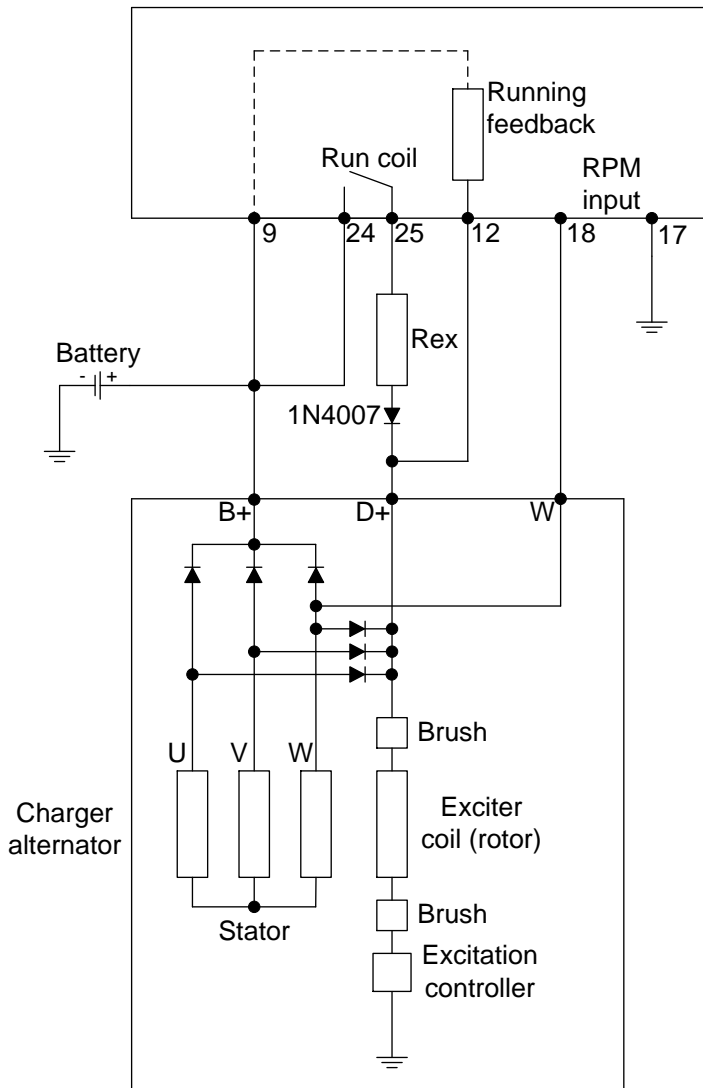 Running
feedback
Run coil
RPM
input
9
24
25
12
18
17
Rex
Battery
- +
1N4007
B+
D+
W
Brush
U
V
W
Exciter
coil (rotor)
Charger
alternator
Brush
Stator
Excitation
controller